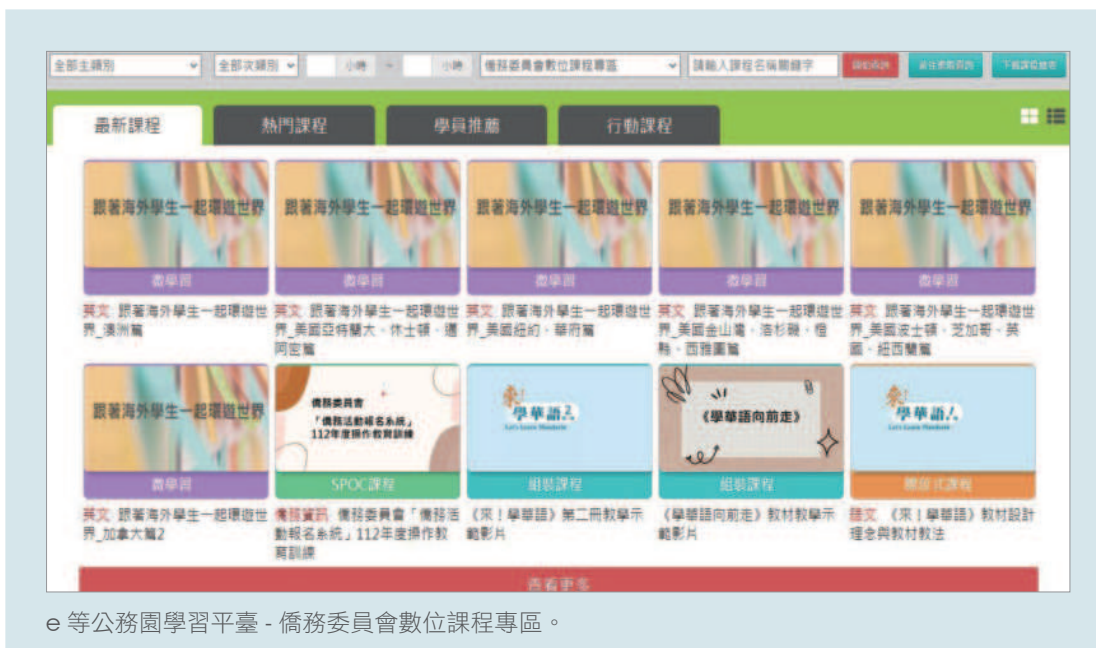 全部主類別 全部次類別 小時 ~ 小時 僑務委員會數位課程專區 請輸入課程名稱關鍵字
最新課程 熱門課程 學員推薦 行動課程
跟著海外學生一起環遊世界 跟著海外學生一起環遊世界 跟著海外學生一起環遊世界 跟著海外學生一起環遊世界 跟著海外學生一起環遊世界
微學習 微學習 微學習 微學習 微學習
英文 跟著海外學生一起環遊世
界_澳洲篇
英文 跟著海外學生一起環遊世
界_美國亞特蘭大、休士頓、邁
阿密篇
英文 跟著海外學生一起環遊世
界_美國紐約、華府篇
英文 跟著海外學生一起環遊世
界_美國金山灣、洛杉磯、橙
縣、西雅圖篇
英文 跟著海外學生一起環遊世
界_美國波士頓、芝加哥、英
國、紐西蘭篇
跟著海外學生一起環遊世界
微學習
英文 跟著海外學生一起環遊世
界_加拿大篇2
僑務委員會
「僑務活動報名系統」
112年度操作教育訓練
SPOC課程
僑務資訊 僑務委員會「僑務活
動報名系統」112年度操作教
育訓練
來!
學華語
Let's Learn Mandarin
組裝課程
《來!學華語》第二冊教學示
範影片
《學華語向前走》
組裝課程
《學華語向前走》教材教學示
範影片
來!
學華語
Let's Learn Mandarin
聽節式課程
語文 《來!學華語》教材設計
理念與教材教法
查看更多
e 等公務園學習平臺 - 僑務委員會數位課程專區。